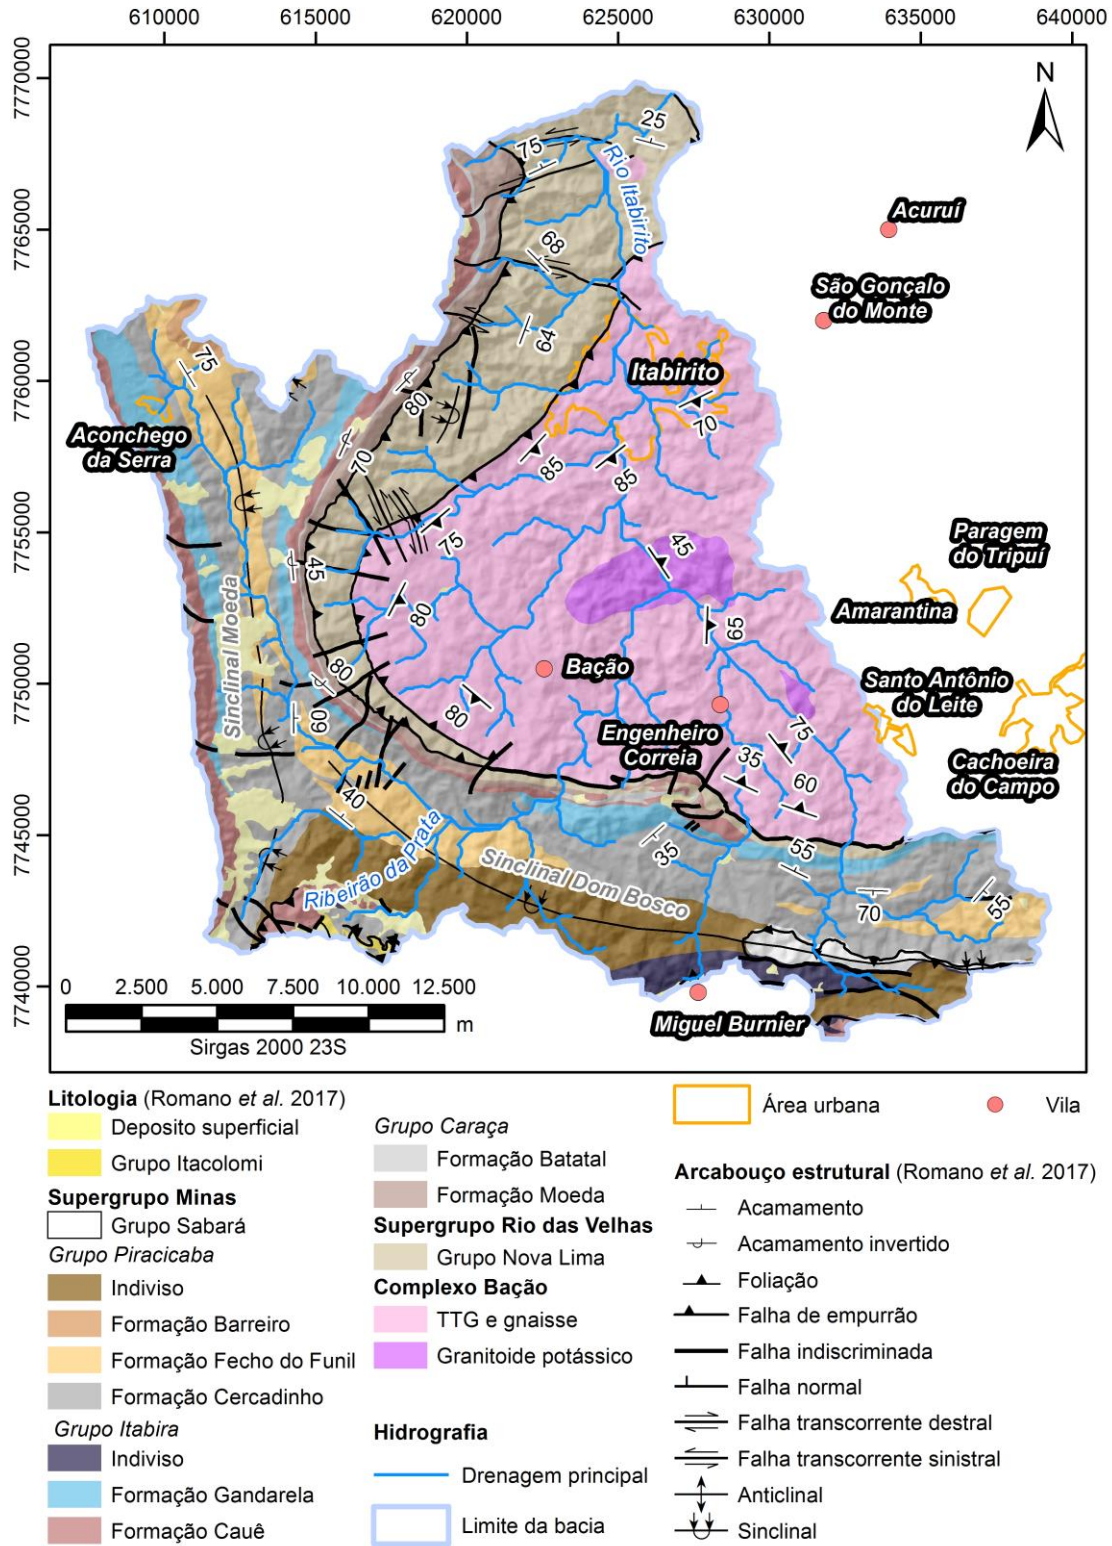 610000 615000 620000 625000 630000 635000 640000
7770000
7765000
7760000
7755000
7750000
7745000
7740000
N
25
75
Rio Itabirito
Acuruí
68
São Gonçalo
do Monte
64
75
Itabirito
80
70
Aconchego
da Serra
85
85
70
75
45
Paragem
do Tripuí
45
80
Amarantina
65
Sinclinal Moeda
Bação
80
Santo Antônio
do Leite
60
80
Engenheiro
Correia
75
35
Cachoeira
do Campo
60
40
Ribeirão da Prata
35
55
Sinclinal Dom Bosco
70
55
0 2.500 5.000 7.500 10.000 12.500
m
Sirgas 2000 23S
Miguel Burnier
Litologia (Romano et al. 2017)
Deposito superficial
Grupo Itacolomi
Supergrupo Minas
Grupo Sabará
Grupo Piracicaba
Indiviso
Formação Barreiro
Formação Fecho do Funil
Formação Cercadinho
Grupo Itabira
Indiviso
Formação Gandarela
Formação Cauê
Grupo Caraça
Formação Batatal
Formação Moeda
Supergrupo Rio das Velhas
Grupo Nova Lima
Complexo Bação
TTG e gnaisse
Granitoide potássico
Hidrografia
Drenagem principal
Limite da bacia
Área urbana
Vila
Arcabouço estrutural (Romano et al. 2017)
Acamamento
Acamamento invertido
Foliação
Falha de empurrão
Falha indiscriminada
Falha normal
Falha transcorrente destral
Falha transcorrente sinistral
Anticlinal
Sinclinal